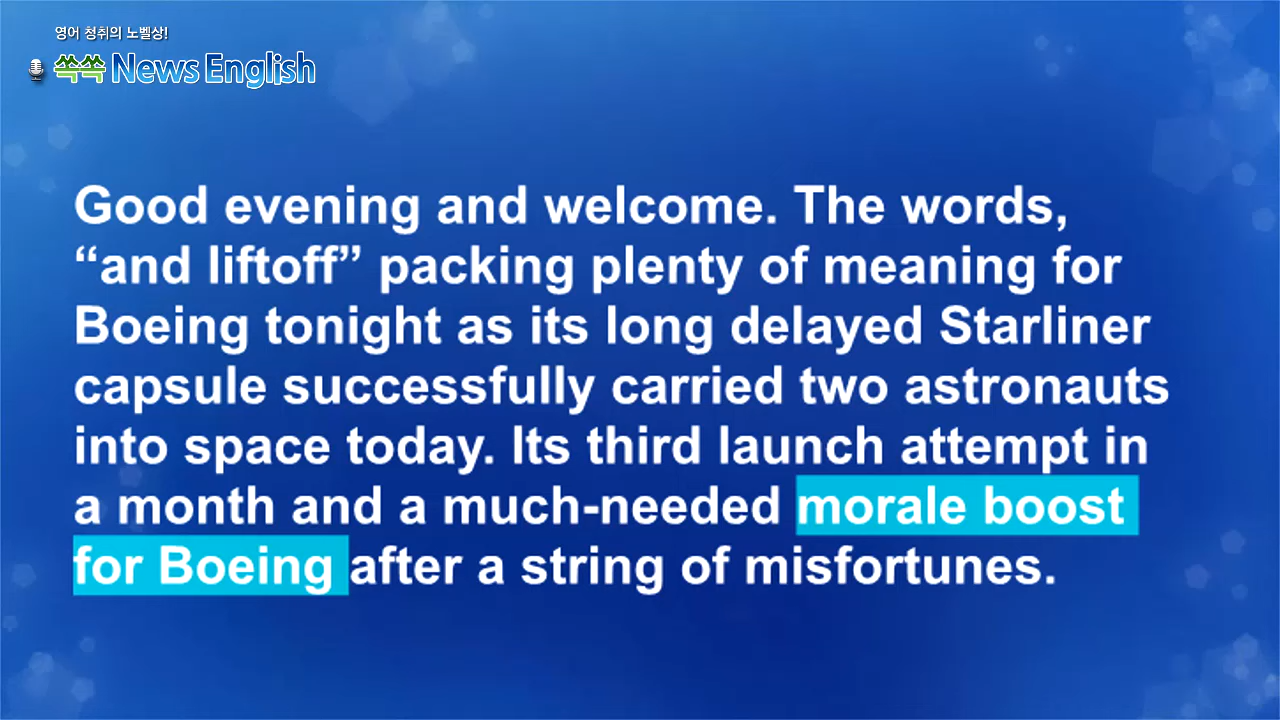 영어 청취의 노벨상!
쏙쏙 News English
Good evening and welcome. The words,
“and liftoff” packing plenty of meaning for
Boeing tonight as its long delayed Starliner
capsule successfully carried two astronauts
into space today. Its third launch attempt in
a month and a much-needed morale boost
for Boeing after a string of misfortunes.